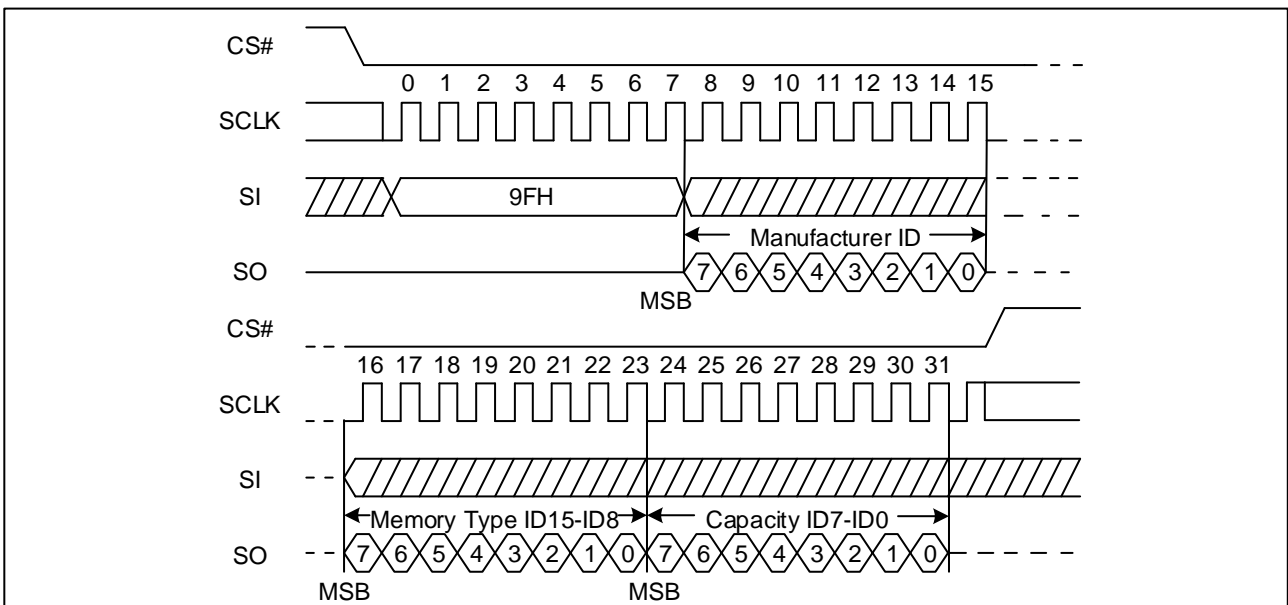 CS#
0 1 2 3 4 5 6 7 8 9 10 11 12 13 14 15
SCLK
SI 9FH
Manufacturer ID
SO 7 6 5 4 3 2 1 0
MSB
CS#
16 17 18 19 20 21 22 23 24 25 26 27 28 29 30 31
SCLK
SI
Memory Type ID15-ID8 Capacity ID7-ID0
SO 7 6 5 4 3 2 1 0 7 6 5 4 3 2 1 0
MSB MSB